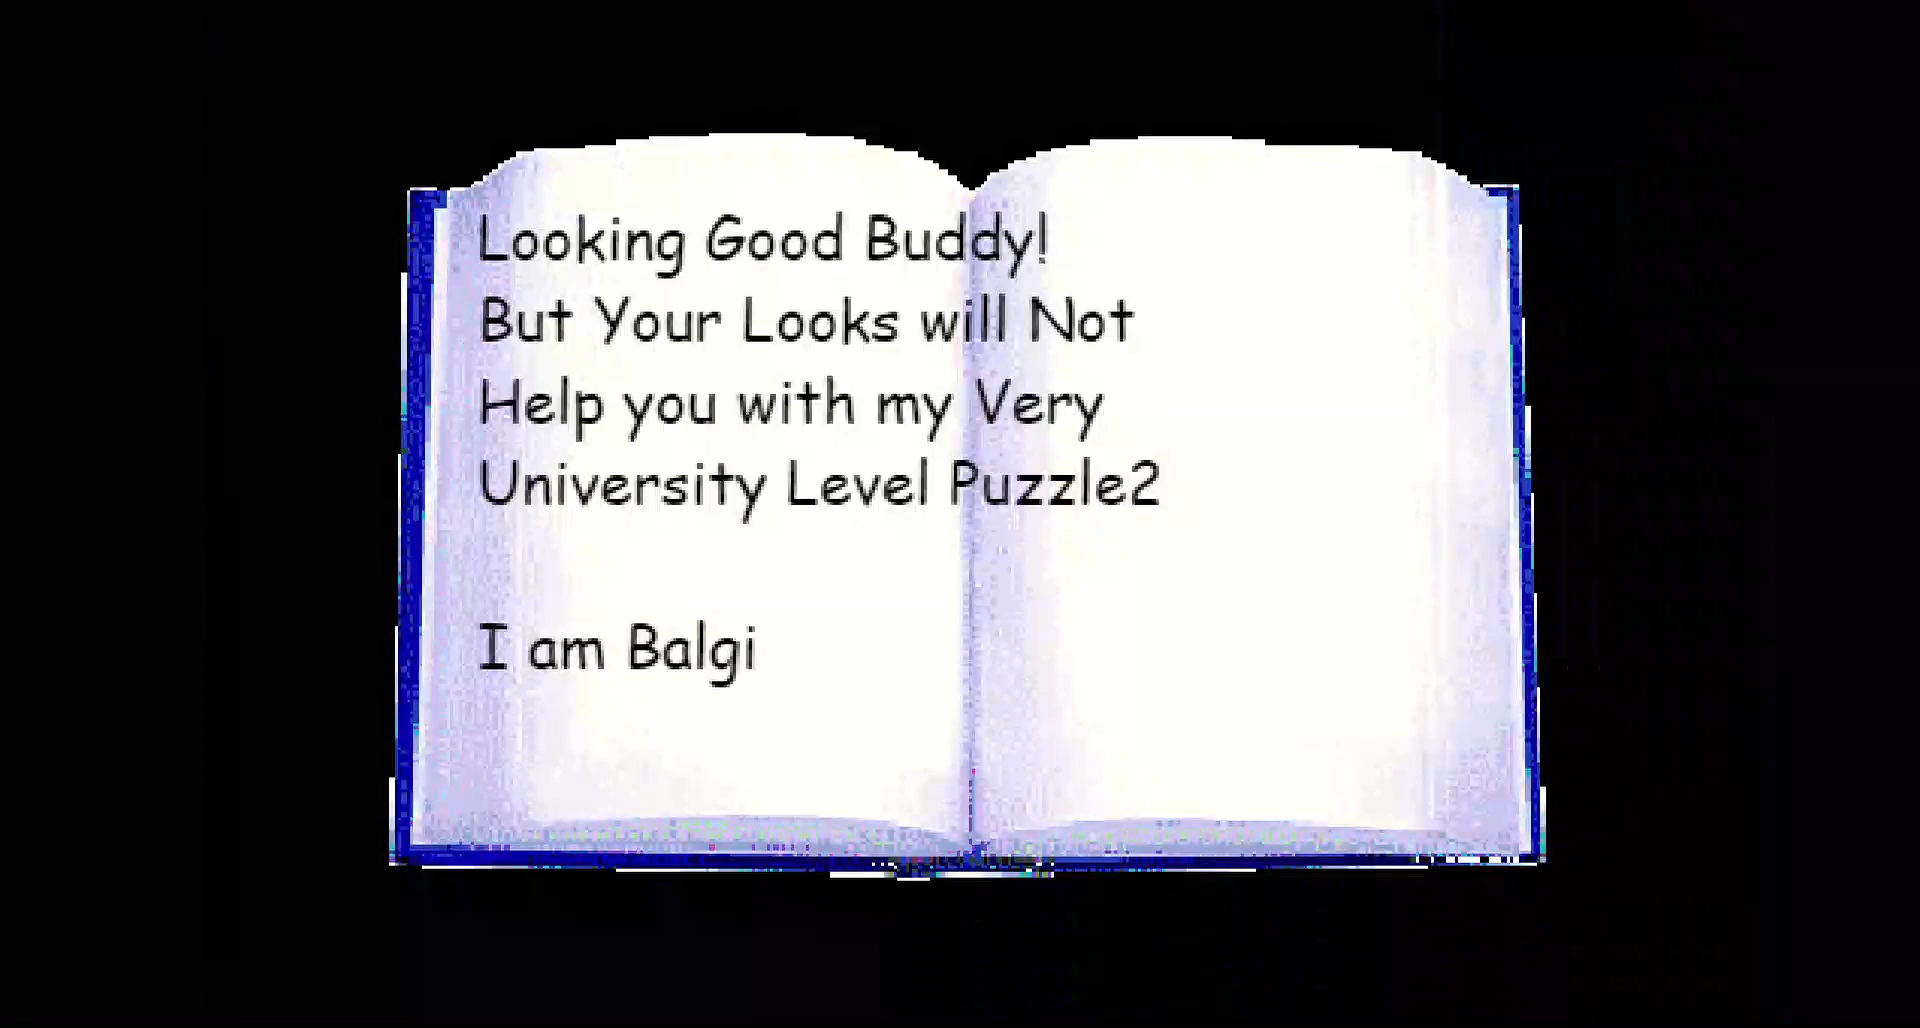 Looking Good Buddy!
But Your Looks will Not
Help you with my Very
University Level Puzzle2
I am Balgi